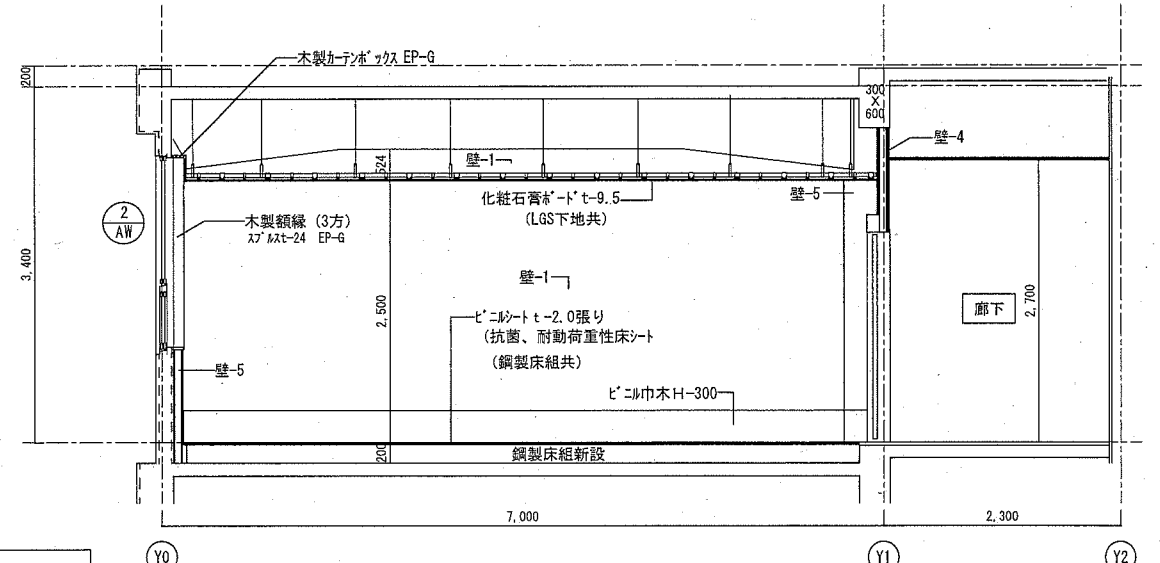 木製カーテンボックス EP-G
200
300
X
600
壁-4
624
壁-1
化粧石膏ボードt-9.5
(LGS下地共)
壁-5
2
AW
木製額縁 (3方)
スプルスt-24 EP-G
3,400
壁-1
2,500
ビニルシート t-2.0張り
(抗菌、耐動荷重性床シート
(鋼製床組共)
廊下
2,700
壁-5
ビニル巾木H-300
200
鋼製床組新設
7,000
2,300
Y0
Y1
Y2